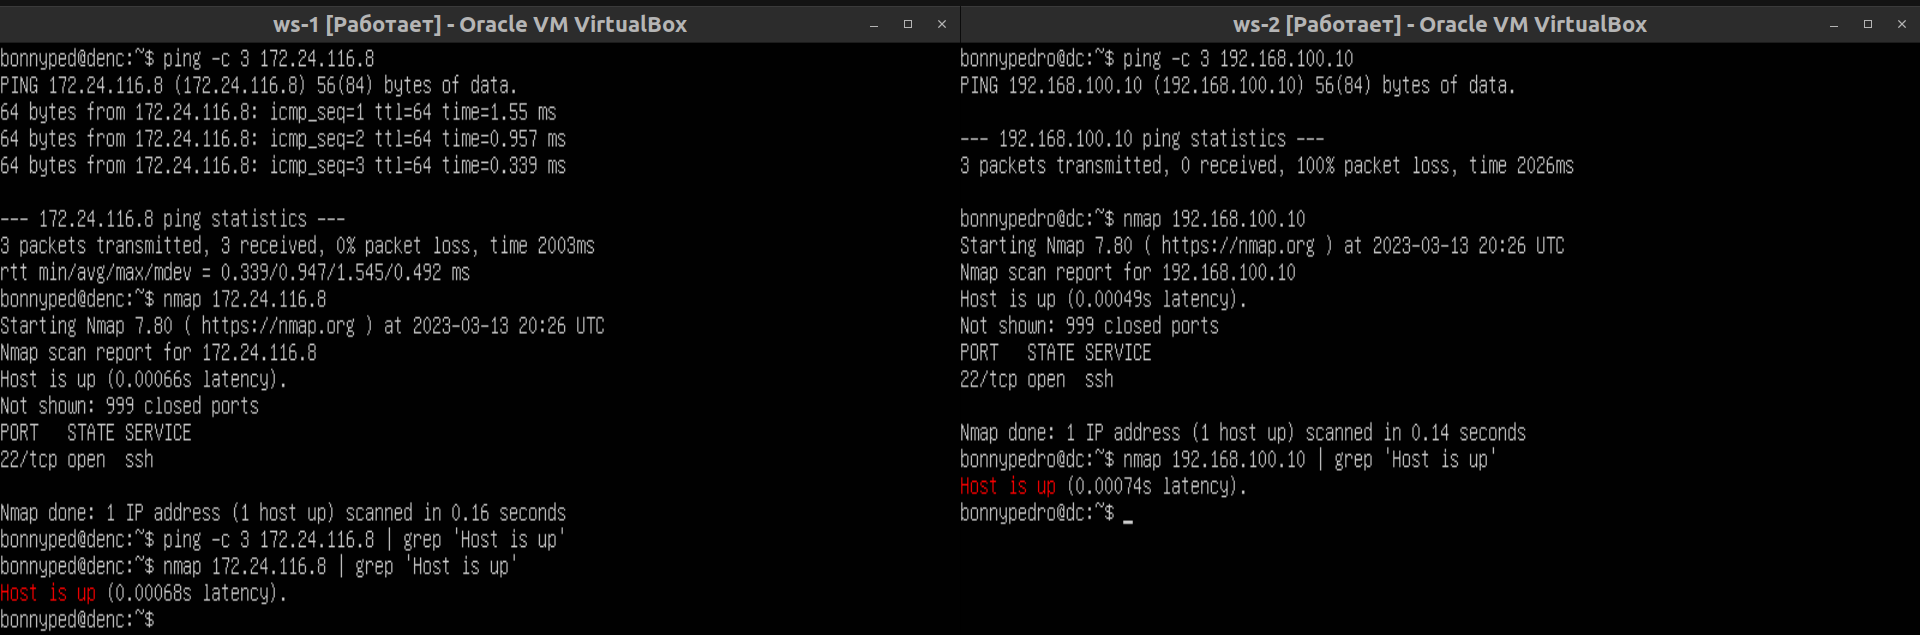 ws-1 [Работает] - Oracle VM VirtualBox
bonnyped@denc:~$ ping -c 3 172.24.116.8
PING 172.24.116.8 (172.24.116.8) 56(84) bytes of data.
64 bytes from 172.24.116.8: icmp_seq=1 ttl=64 time=1.55 ms
64 bytes from 172.24.116.8: icmp_seq=2 ttl=64 time=0.957 ms
64 bytes from 172.24.116.8: icmp_seq=3 ttl=64 time=0.339 ms
--- 172.24.116.8 ping statistics ---
3 packets transmitted, 3 received, 0% packet loss, time 2003ms
rtt min/avg/max/mdev = 0.339/0.947/1.545/0.492 ms
bonnyped@denc:~$ nmap 172.24.116.8
Starting Nmap 7.80 ( https://nmap.org ) at 2023-03-13 20:26 UTC
Nmap scan report for 172.24.116.8
Host is up (0.00066s latency).
Not shown: 999 closed ports
PORT   STATE SERVICE
22/tcp open  ssh
Nmap done: 1 IP address (1 host up) scanned in 0.16 seconds
bonnyped@denc:~$ ping -c 3 172.24.116.8 | grep 'Host is up'
bonnyped@denc:~$ nmap 172.24.116.8 | grep 'Host is up'
Host is up (0.00068s latency).
bonnyped@denc:~$
ws-2 [Работает] - Oracle VM VirtualBox
bonnypedro@dc:~$ ping -c 3 192.168.100.10
PING 192.168.100.10 (192.168.100.10) 56(84) bytes of data.
--- 192.168.100.10 ping statistics ---
3 packets transmitted, 0 received, 100% packet loss, time 2026ms
bonnypedro@dc:~$ nmap 192.168.100.10
Starting Nmap 7.80 ( https://nmap.org ) at 2023-03-13 20:26 UTC
Nmap scan report for 192.168.100.10
Host is up (0.00049s latency).
Not shown: 999 closed ports
PORT   STATE SERVICE
22/tcp open  ssh
Nmap done: 1 IP address (1 host up) scanned in 0.14 seconds
bonnypedro@dc:~$ nmap 192.168.100.10 | grep 'Host is up'
Host is up (0.00074s latency).
bonnypedro@dc:~$ _